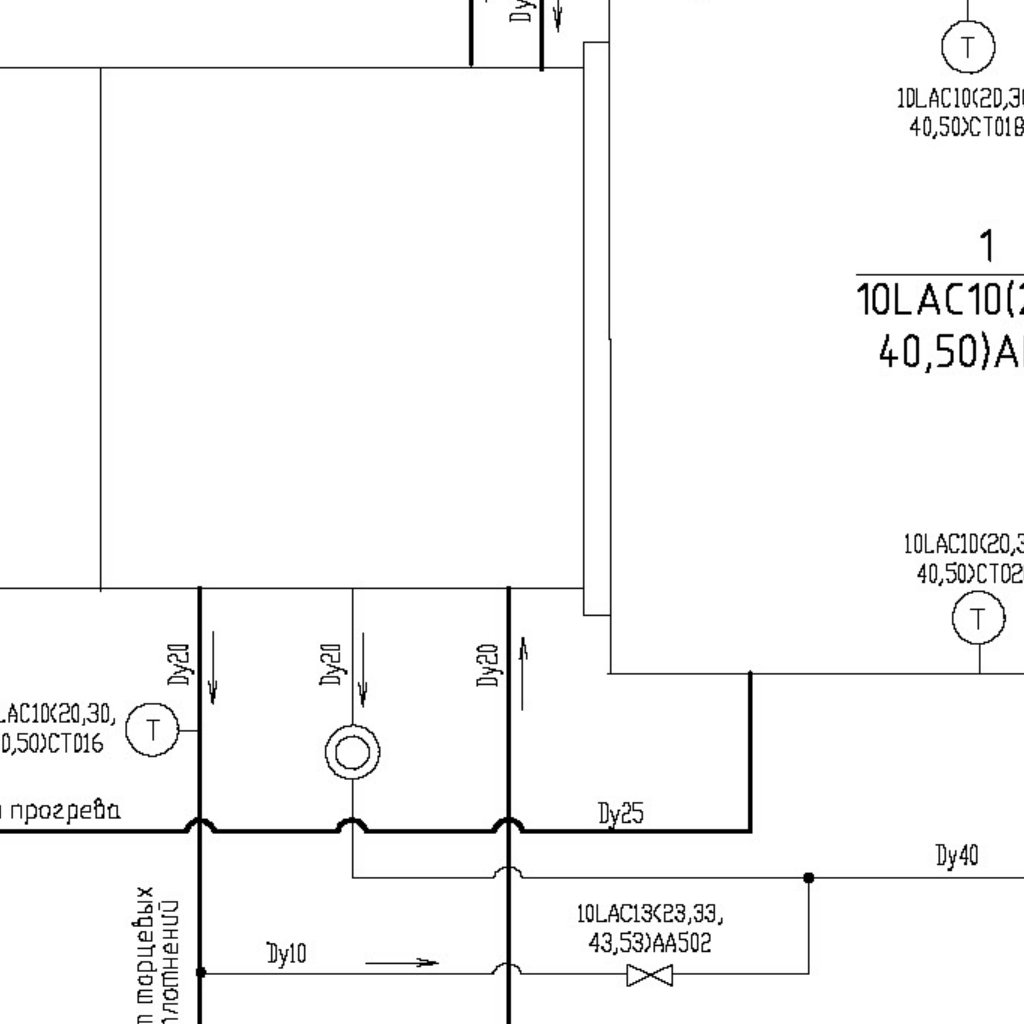 Dy
T
10LAC10(20,30
40,50)CT018
1
10LAC10(2
40,50)A
10LAC10(20,3
40,50)CT02
T
Dy20
Dy20
Dy20
LAC10(20,30,
0,50)CT016
T
прогрева
Dy25
Dy40
10LAC13(23,33,
43,53)AA502
Dy10
т торцевых
плотнений